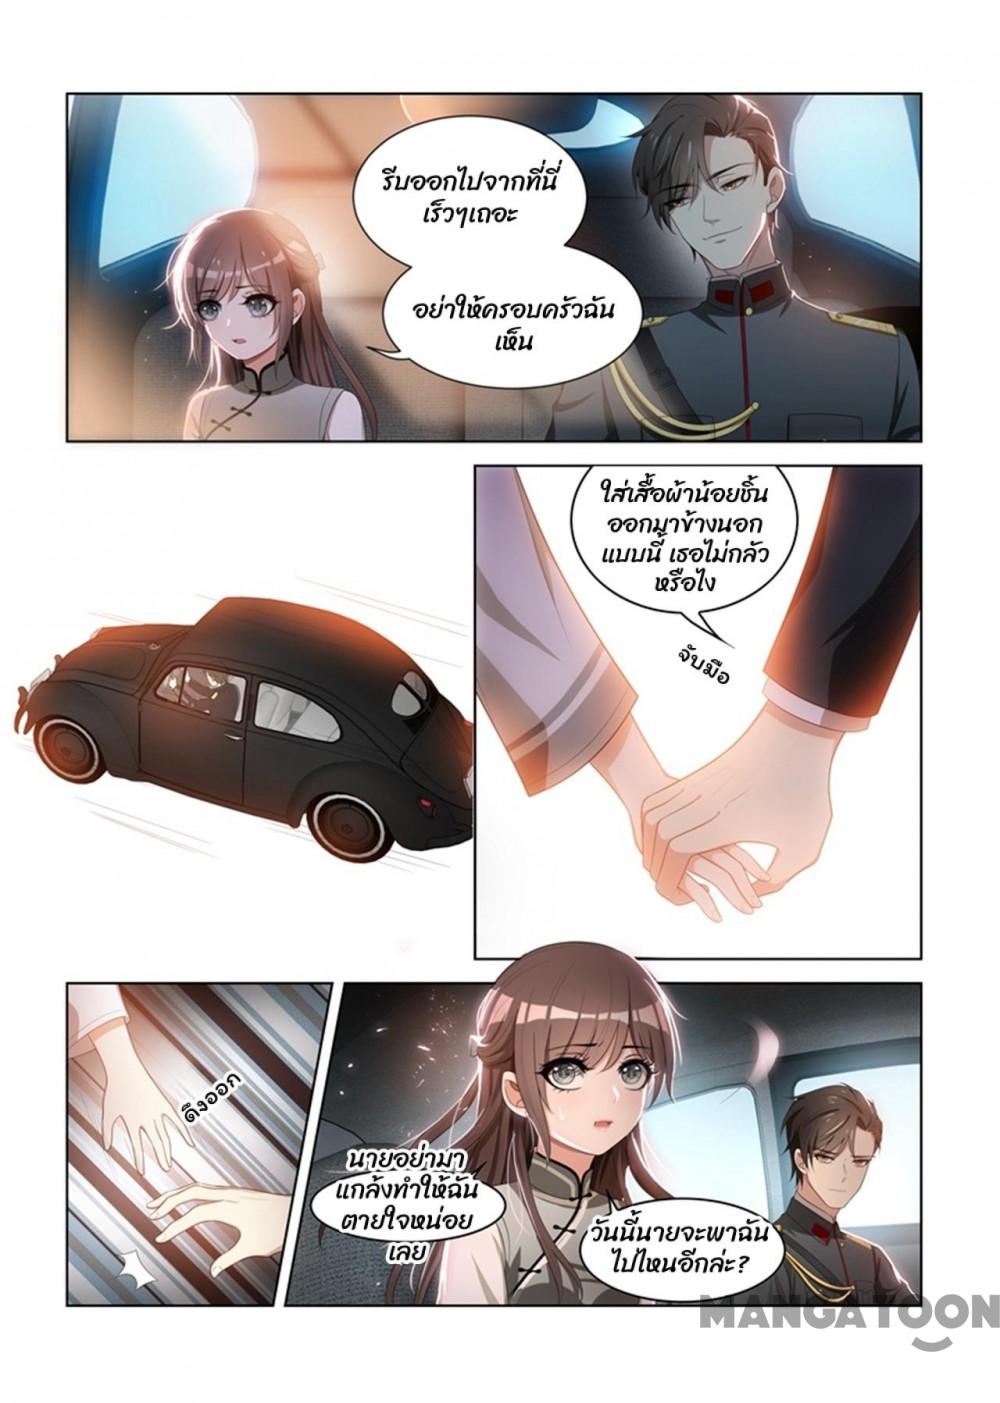 รีบออกไปจากที่นี่
เร็วๆเถอะ
อย่าให้ครอบครัวฉัน
เห็น
ใส่เสื้อผ้าน้อยชิ้น
ออกมาข้างนอก
แบบนี้ เธอไม่กลัว
หรือไง
จับมือ
ดึงออก
นายอย่ามา
แกล้งทำให้ฉัน
ตายใจหน่อย
เลย
วันนี้นายจะพาฉัน
ไปไหนอีกล่ะ?
MANGATOON